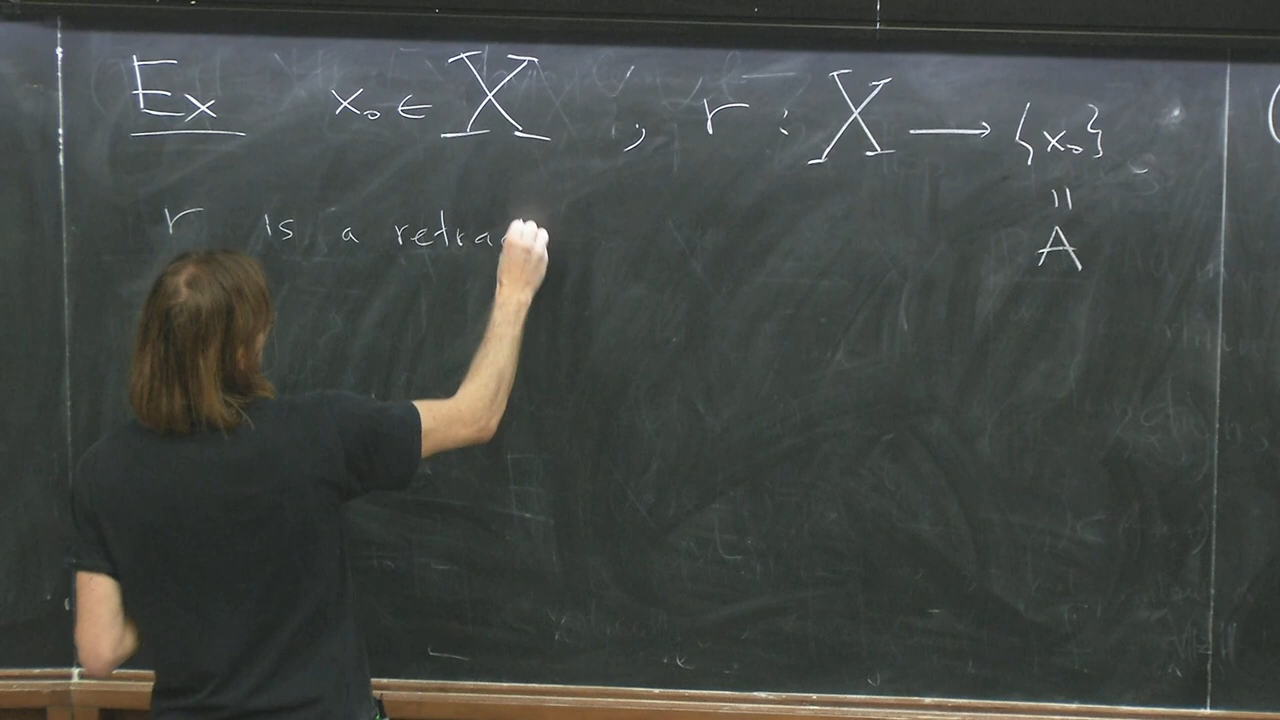 Ex x₀ ∈ X , r : X → {x₀}
=
A
r is a retrac